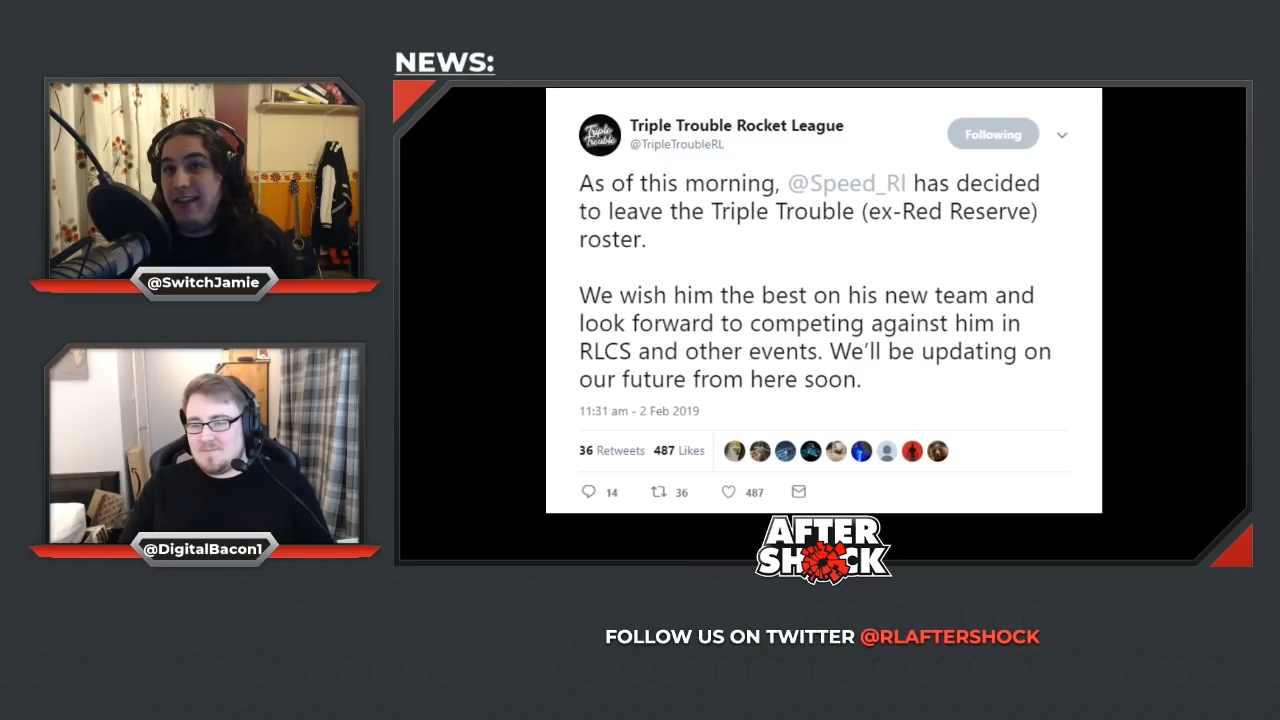 NEWS:
@SwitchJamie
@DigitalBacon1
Triple Trouble
Triple Trouble Rocket League
@TripleTroubleRL
Following
As of this morning, @Speed_Rl has decided
to leave the Triple Trouble (ex-Red Reserve)
roster.
We wish him the best on his new team and
look forward to competing against him in
RLCS and other events. We'll be updating on
our future from here soon.
11:31 am - 2 Feb 2019
36 Retweets 487 Likes
14 36 487
AFTER
SHOCK
FOLLOW US ON TWITTER @RLAFTERSHOCK